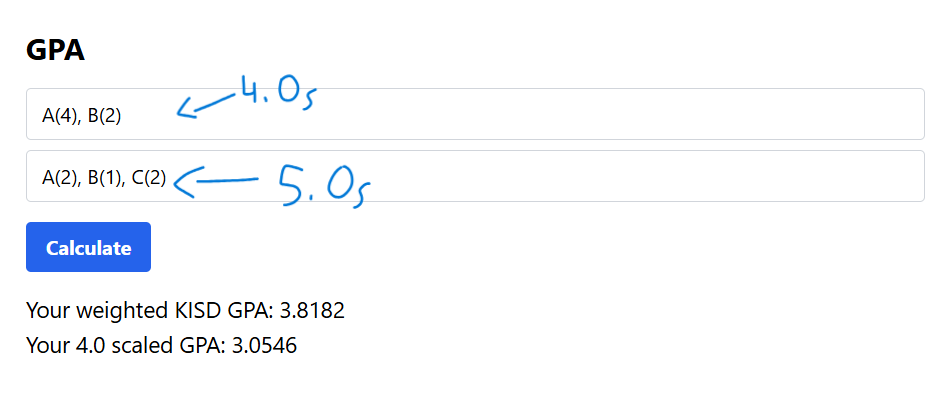 GPA
4.0s
A(4), B(2)
A(2), B(1), C(2)
5.0s
Calculate
Your weighted KISD GPA: 3.8182
Your 4.0 scaled GPA: 3.0546